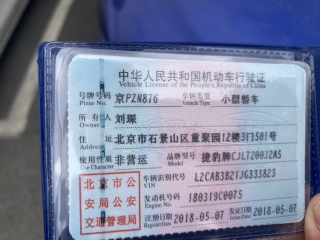 中华人民共和国机动车行驶证
Vehicle License of the People's Republic of China
号牌号码 京PZN876 车辆类型 小型轿车
Plate No. Vehicle Type
所有人 刘琛
Owner
住址 北京市石景山区重聚园12楼3门501号
Address
使用性质 非营运 品牌型号 捷豹牌CJL7200J2A5
Use Character Model
北京市公安局公安交通管理局
车辆识别代号 L2CAB3B21JG333823
VIN
发动机号码 180319C0075
Engine No.
注册日期 2018-05-07 发证日期 2018-05-07
Register Date Issue Date